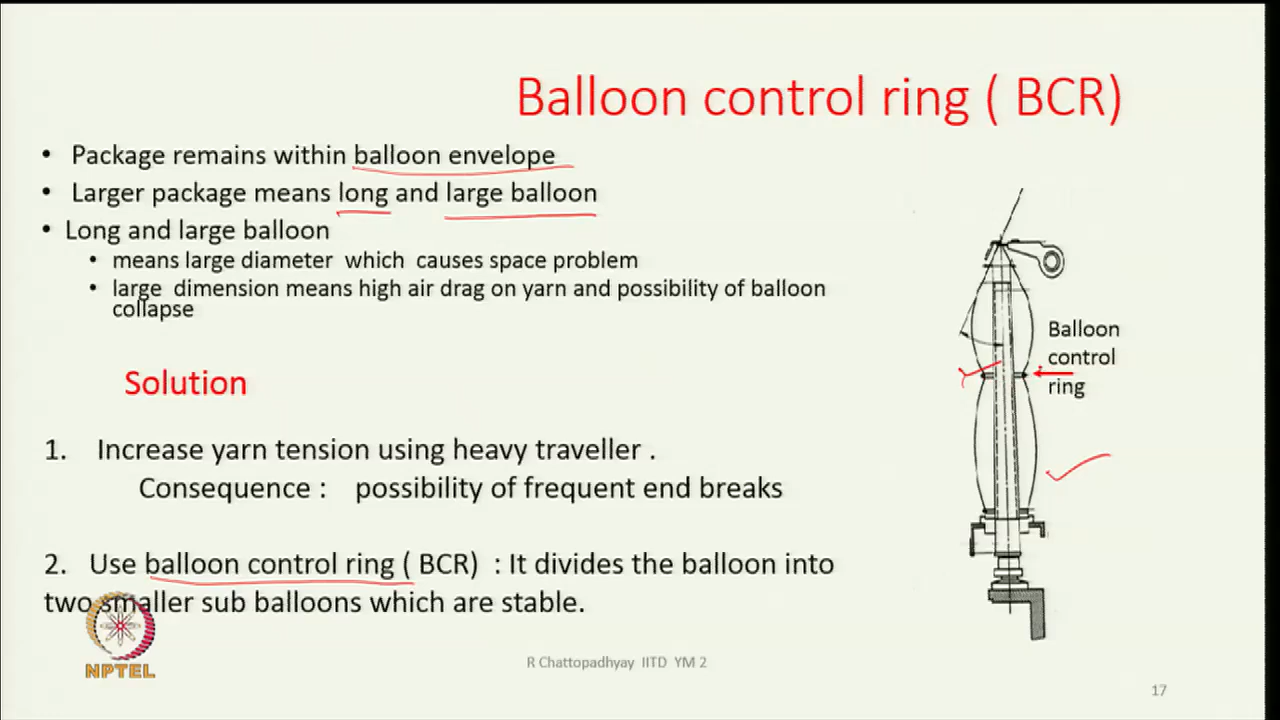 Balloon control ring ( BCR)
• Package remains within balloon envelope
• Larger package means long and large balloon
• Long and large balloon
• means large diameter which causes space problem
• large dimension means high air drag on yarn and possibility of balloon
collapse
Balloon
control
ring
Solution
1. Increase yarn tension using heavy traveller .
Consequence : possibility of frequent end breaks
2. Use balloon control ring ( BCR) : It divides the balloon into
two smaller sub balloons which are stable.
NPTEL
R Chattopadhyay IITD YM 2
17